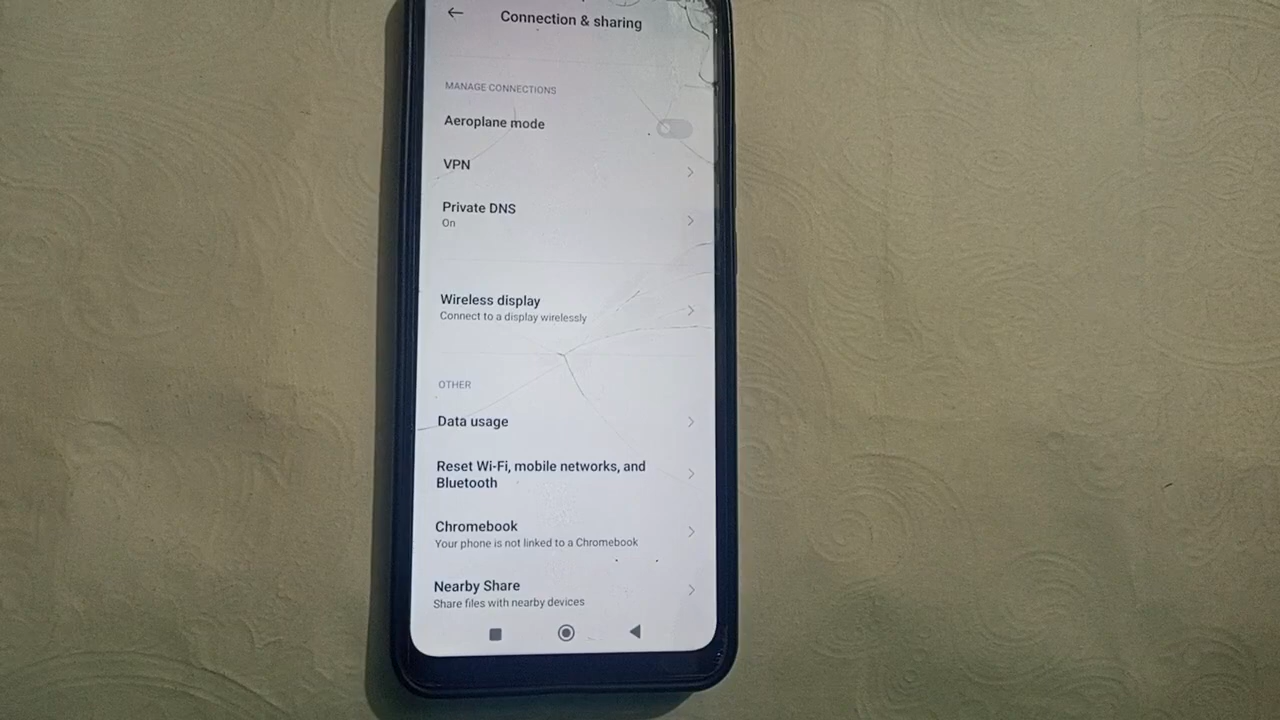 Connection & sharing
MANAGE CONNECTIONS
Aeroplane mode
VPN
Private DNS
On
Wireless display
Connect to a display wirelessly
OTHER
Data usage
Reset Wi-Fi, mobile networks, and
Bluetooth
Chromebook
Your phone is not linked to a Chromebook
Nearby Share
Share files with nearby devices